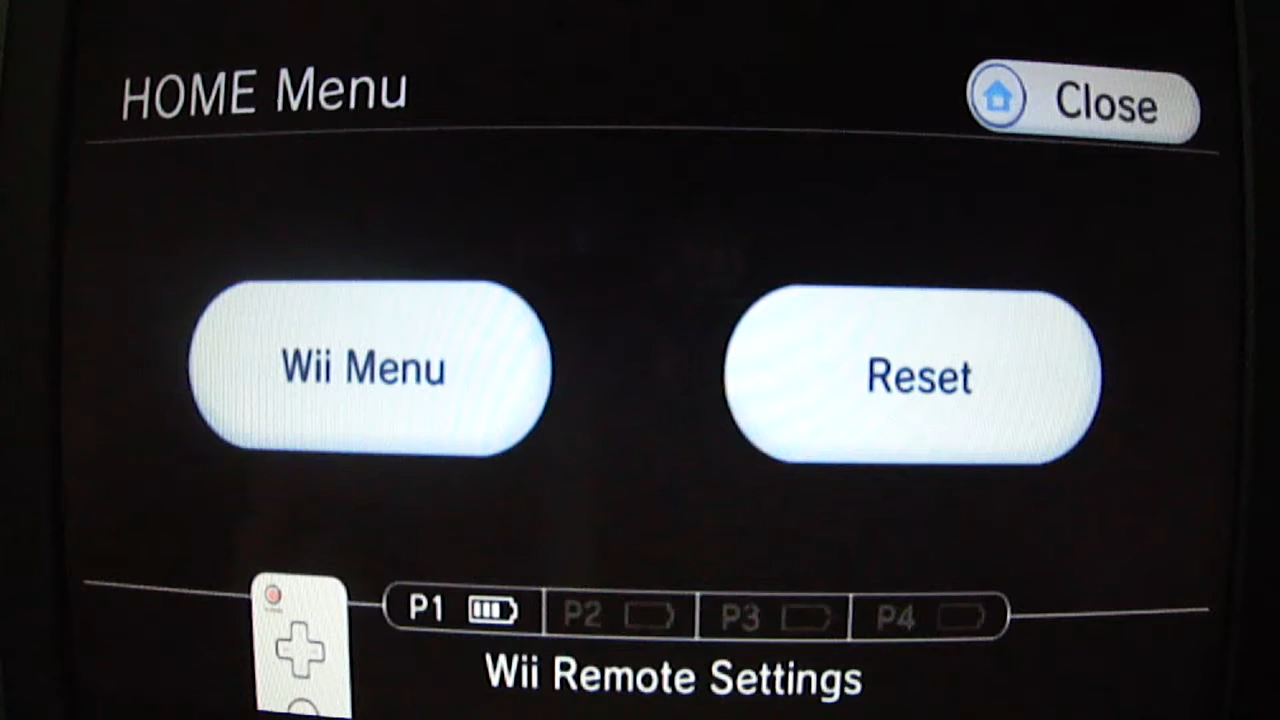 HOME Menu
Close
Wii Menu
Reset
P1 P2 P3 P4
Wii Remote Settings